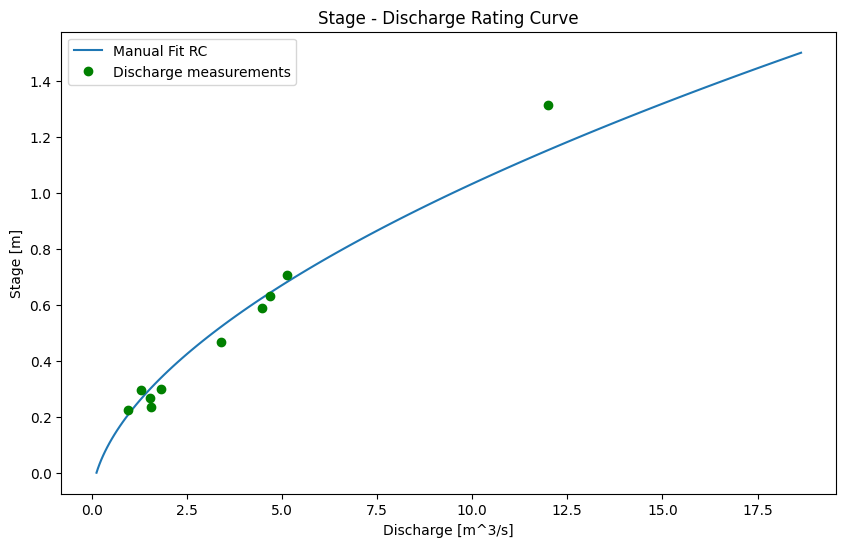 Stage - Discharge Rating Curve
Manual Fit RC
Discharge measurements
Stage [m]
1.4
1.2
1.0
0.8
0.6
0.4
0.2
0.0
0.0 2.5 5.0 7.5 10.0 12.5 15.0 17.5
Discharge [m^3/s]